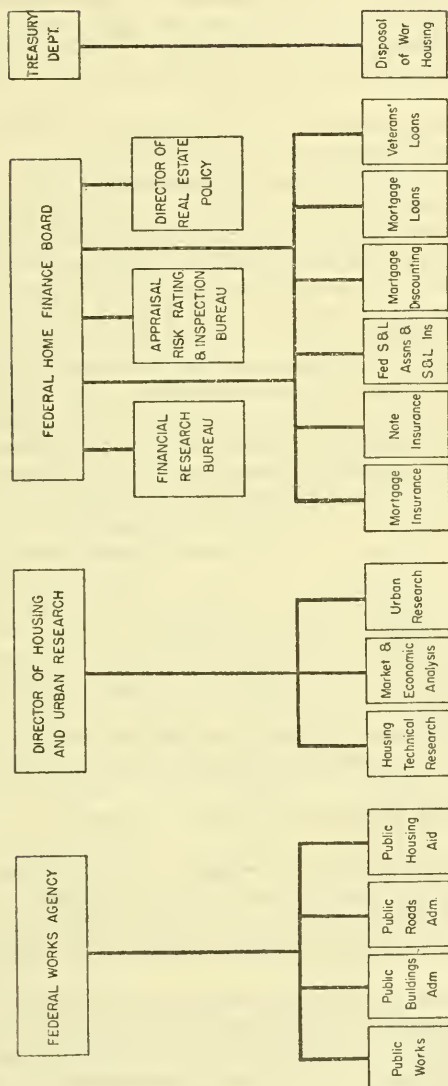 FEDERAL WORKS AGENCY
Public
Works
Public
Buildings
Adm
Public
Roads
Adm.
Public
Housing
Aid
DIRECTOR OF HOUSING
AND URBAN RESEARCH
Housing
Technical
Research
Market &
Economic
Analysis
Urban
Research
FEDERAL HOME FINANCE BOARD
FINANCIAL
RESEARCH
BUREAU
APPRAISAL
RISK RATING
& INSPECTION
BUREAU
DIRECTOR OF
REAL ESTATE
POLICY
Mortgage
Insurance
Note
Insurance
Fed S&L
Assns &
S&L Ins
Mortgage
Discounting
Mortgage
Loans
Veterans'
Loans
TREASURY
DEPT.
Disposal
of War
Housing